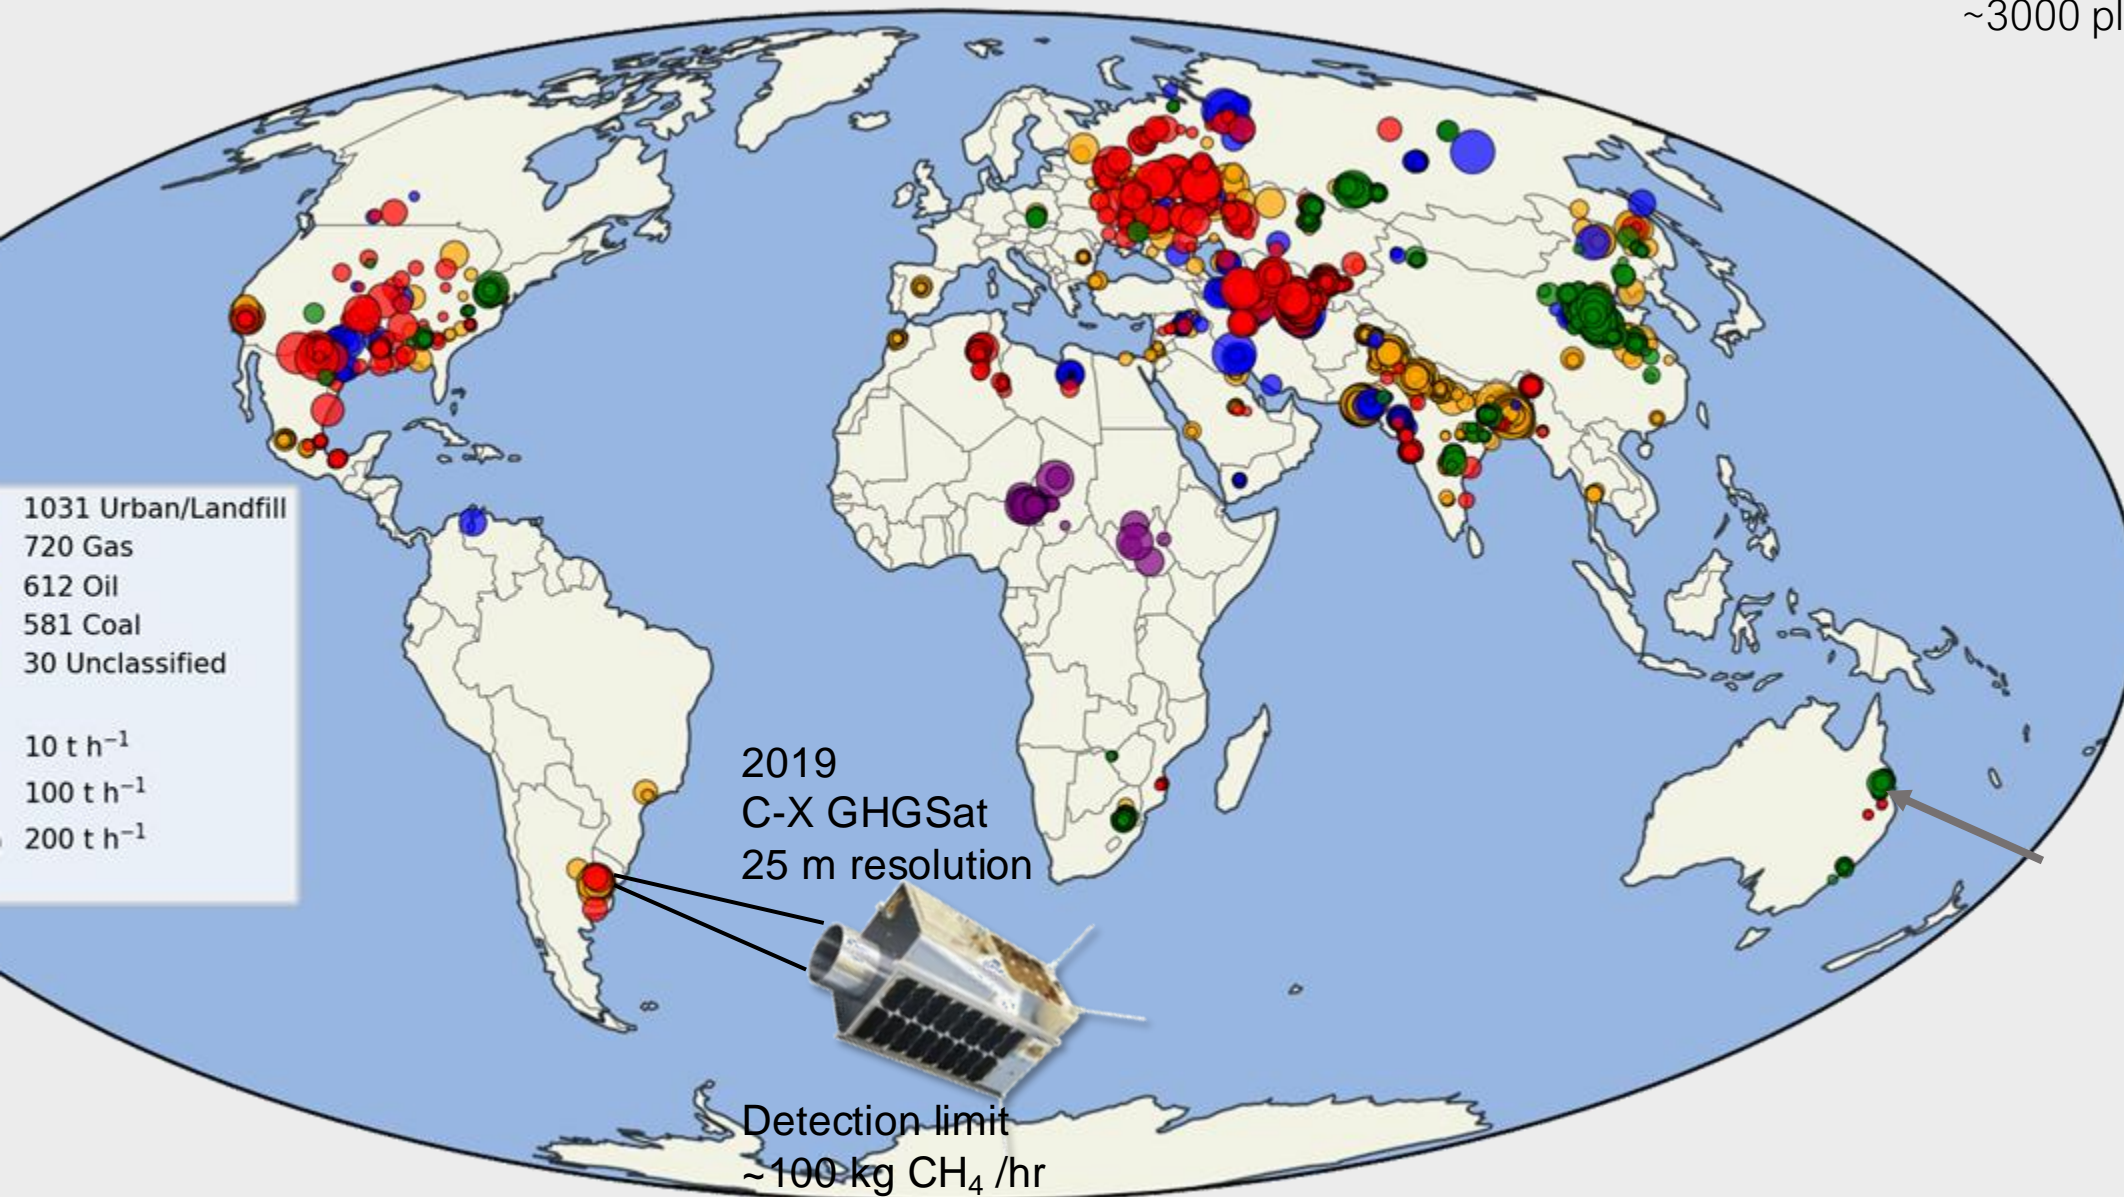 ~3000 pl
1031 Urban/Landfill
720 Gas
612 Oil
581 Coal
30 Unclassified
10 t h⁻¹
100 t h⁻¹
200 t h⁻¹
2019
C-X GHGSat
25 m resolution
Detection limit
~100 kg CH₄ /hr